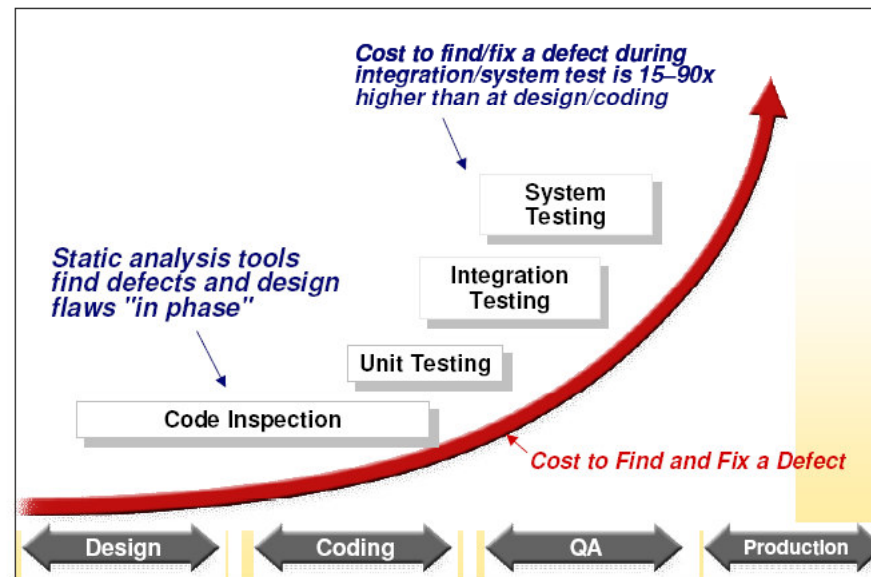 Cost to find/fix a defect during
integration/system test is 15–90x
higher than at design/coding
System
Testing
Static analysis tools
find defects and design
flaws "in phase"
Integration
Testing
Unit Testing
Code Inspection
Cost to Find and Fix a Defect
Design
Coding
QA
Production